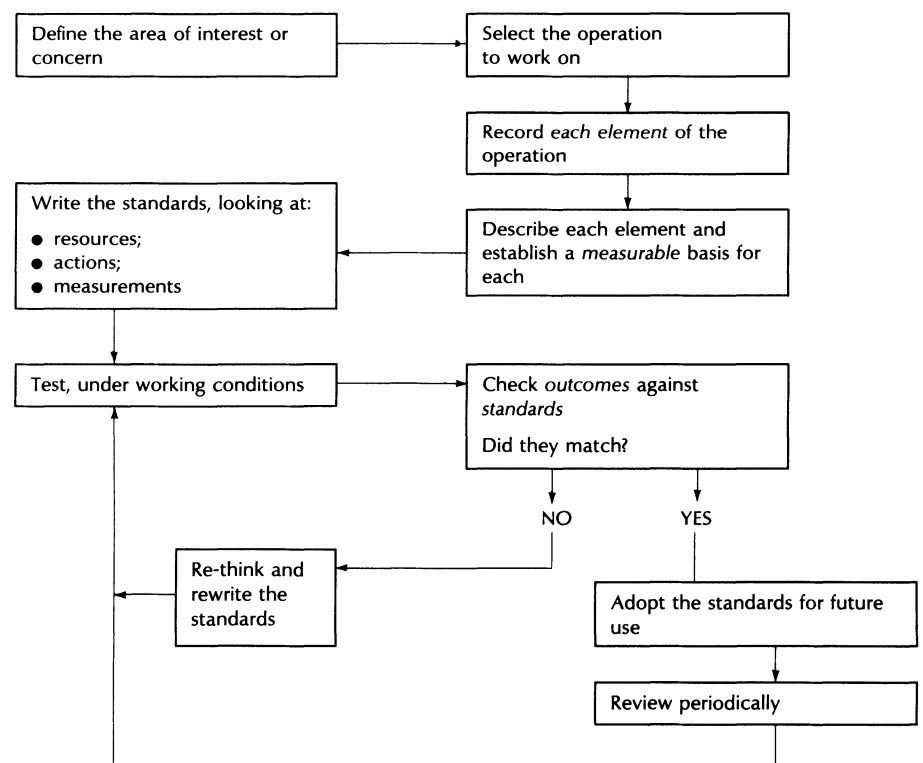 Define the area of interest or
concern
Select the operation
to work on
Record each element of the
operation
Describe each element and
establish a measurable basis for
each
Write the standards, looking at:
● resources;
● actions;
● measurements
Test, under working conditions
Check outcomes against
standards
Did they match?
NO
YES
Re-think and
rewrite the
standards
Adopt the standards for future
use
Review periodically